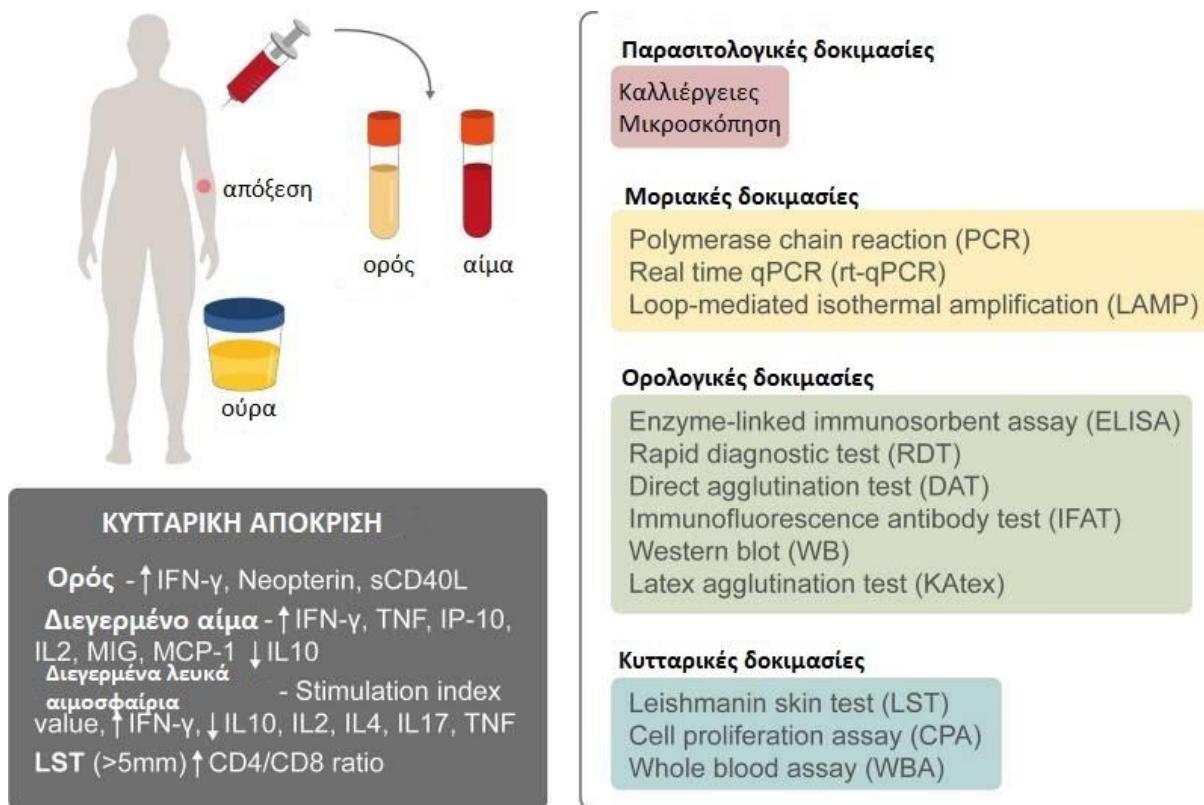 απόξεση
ορός
αίμα
ούρα
ΚΥΤΤΑΡΙΚΗ ΑΠΟΚΡΙΣΗ
Ορός - ↑ IFN-γ, Neopterin, sCD40L
Διεγερμένο αίμα - ↑ IFN-γ, TNF, IP-10,
IL2, MIG, MCP-1 ↓ IL10
Διεγερμένα λευκά
αιμοσφαίρια - Stimulation index
value, ↑ IFN-γ, ↓ IL10, IL2, IL4, IL17, TNF
LST (>5mm) ↑ CD4/CD8 ratio
Παρασιτολογικές δοκιμασίες
Καλλιέργειες
Μικροσκόπηση
Μοριακές δοκιμασίες
Polymerase chain reaction (PCR)
Real time qPCR (rt-qPCR)
Loop-mediated isothermal amplification (LAMP)
Ορολογικές δοκιμασίες
Enzyme-linked immunosorbent assay (ELISA)
Rapid diagnostic test (RDT)
Direct agglutination test (DAT)
Immunofluorescence antibody test (IFAT)
Western blot (WB)
Latex agglutination test (KAtex)
Κυτταρικές δοκιμασίες
Leishmanin skin test (LST)
Cell proliferation assay (CPA)
Whole blood assay (WBA)